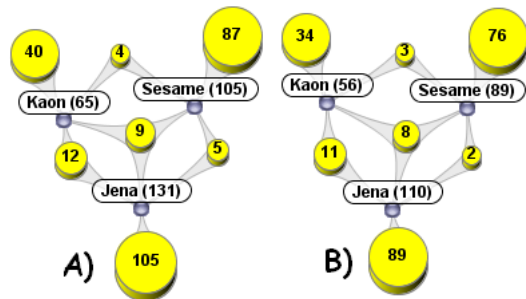 40
4
87
Kaon (65)
Sesame (105)
9
12
5
Jena (131)
A)
105
34
3
76
Kaon (56)
Sesame (89)
8
11
2
Jena (110)
B)
89